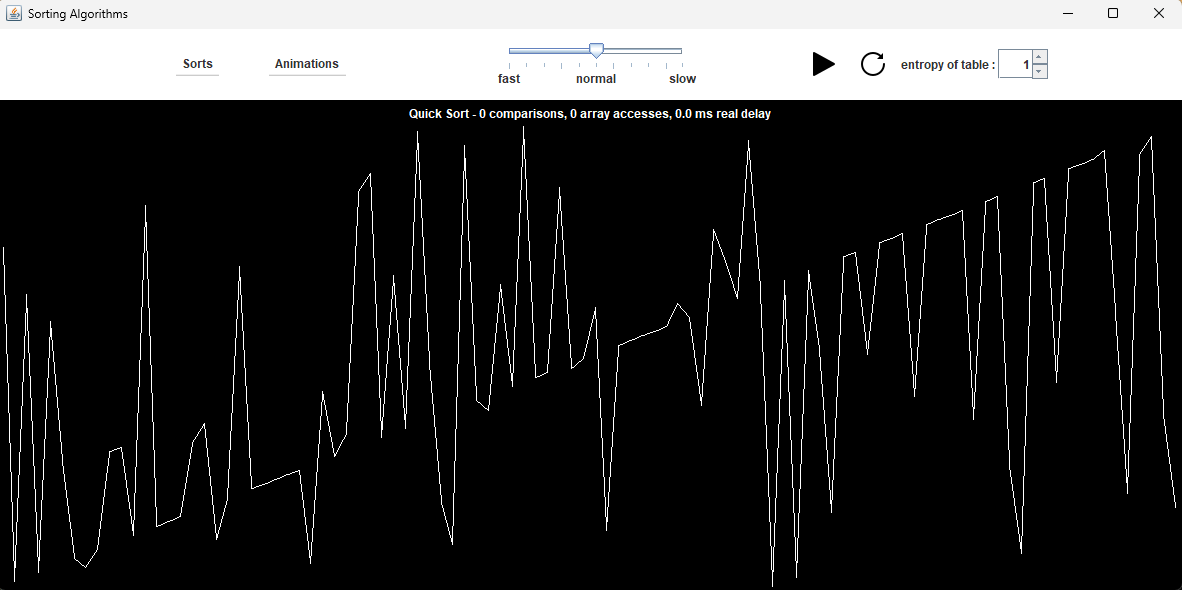 Sorting Algorithms
Sorts
Animations
fast
normal
slow
entropy of table :
1
Quick Sort - 0 comparisons, 0 array accesses, 0.0 ms real delay